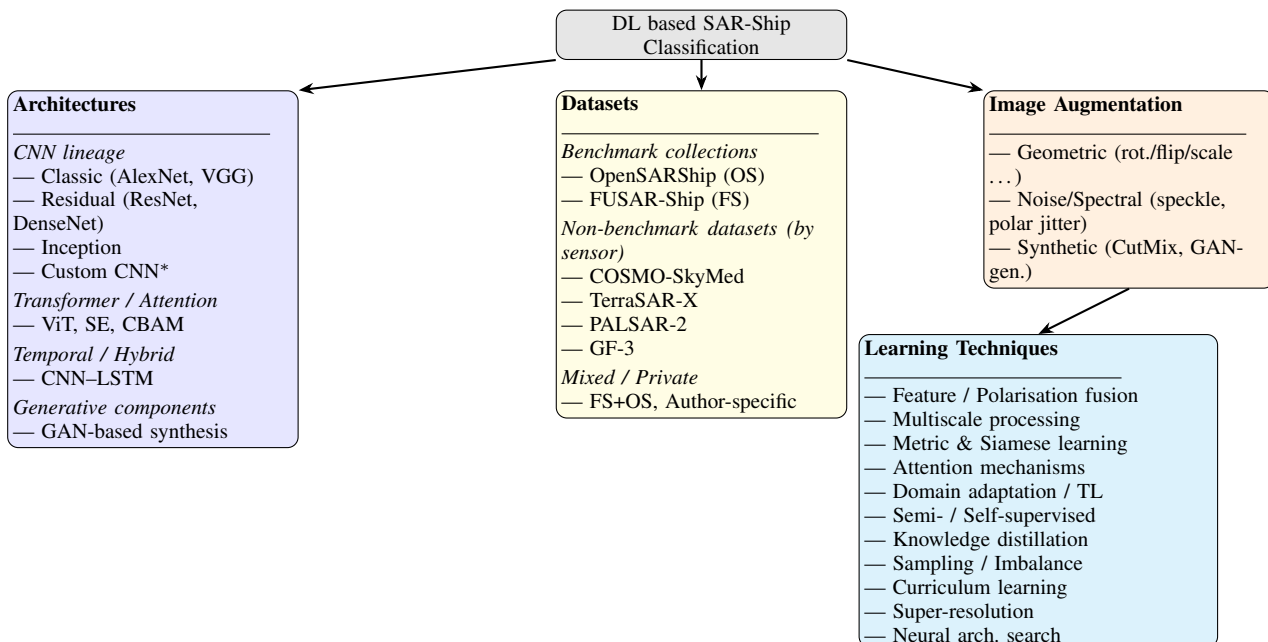 DL based SAR-Ship
Classification
Architectures
CNN lineage
— Classic (AlexNet, VGG)
— Residual (ResNet,
DenseNet)
— Inception
— Custom CNN*
Transformer / Attention
— ViT, SE, CBAM
Temporal / Hybrid
— CNN–LSTM
Generative components
— GAN-based synthesis
Datasets
Benchmark collections
— OpenSARShip (OS)
— FUSAR-Ship (FS)
Non-benchmark datasets (by
sensor)
— COSMO-SkyMed
— TerraSAR-X
— PALSAR-2
— GF-3
Mixed / Private
— FS+OS, Author-specific
Image Augmentation
— Geometric (rot./flip/scale
...)
— Noise/Spectral (speckle,
polar jitter)
— Synthetic (CutMix, GAN-
gen.)
Learning Techniques
— Feature / Polarisation fusion
— Multiscale processing
— Metric & Siamese learning
— Attention mechanisms
— Domain adaptation / TL
— Semi- / Self-supervised
— Knowledge distillation
— Sampling / Imbalance
— Curriculum learning
— Super-resolution
— Neural arch. search